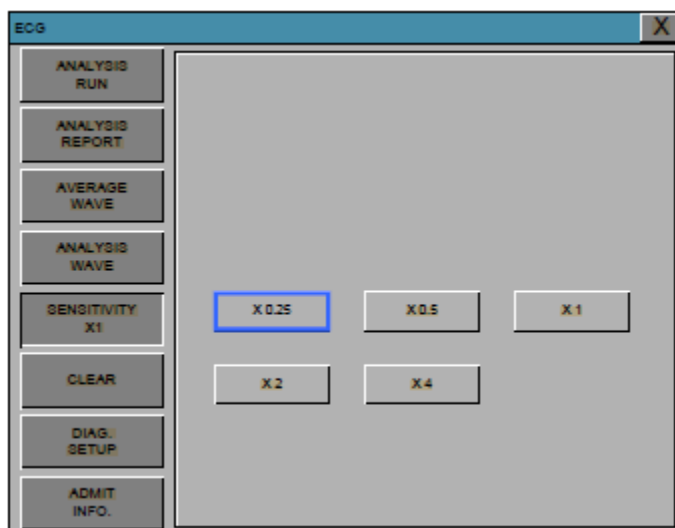 ECG
X
ANALYSIS
RUN
ANALYSIS
REPORT
AVERAGE
WAVE
ANALYSIS
WAVE
SENSITIVITY
X1
CLEAR
DIAG.
SETUP
ADMIT
INFO.
X 0.25
X 0.5
X 1
X 2
X 4